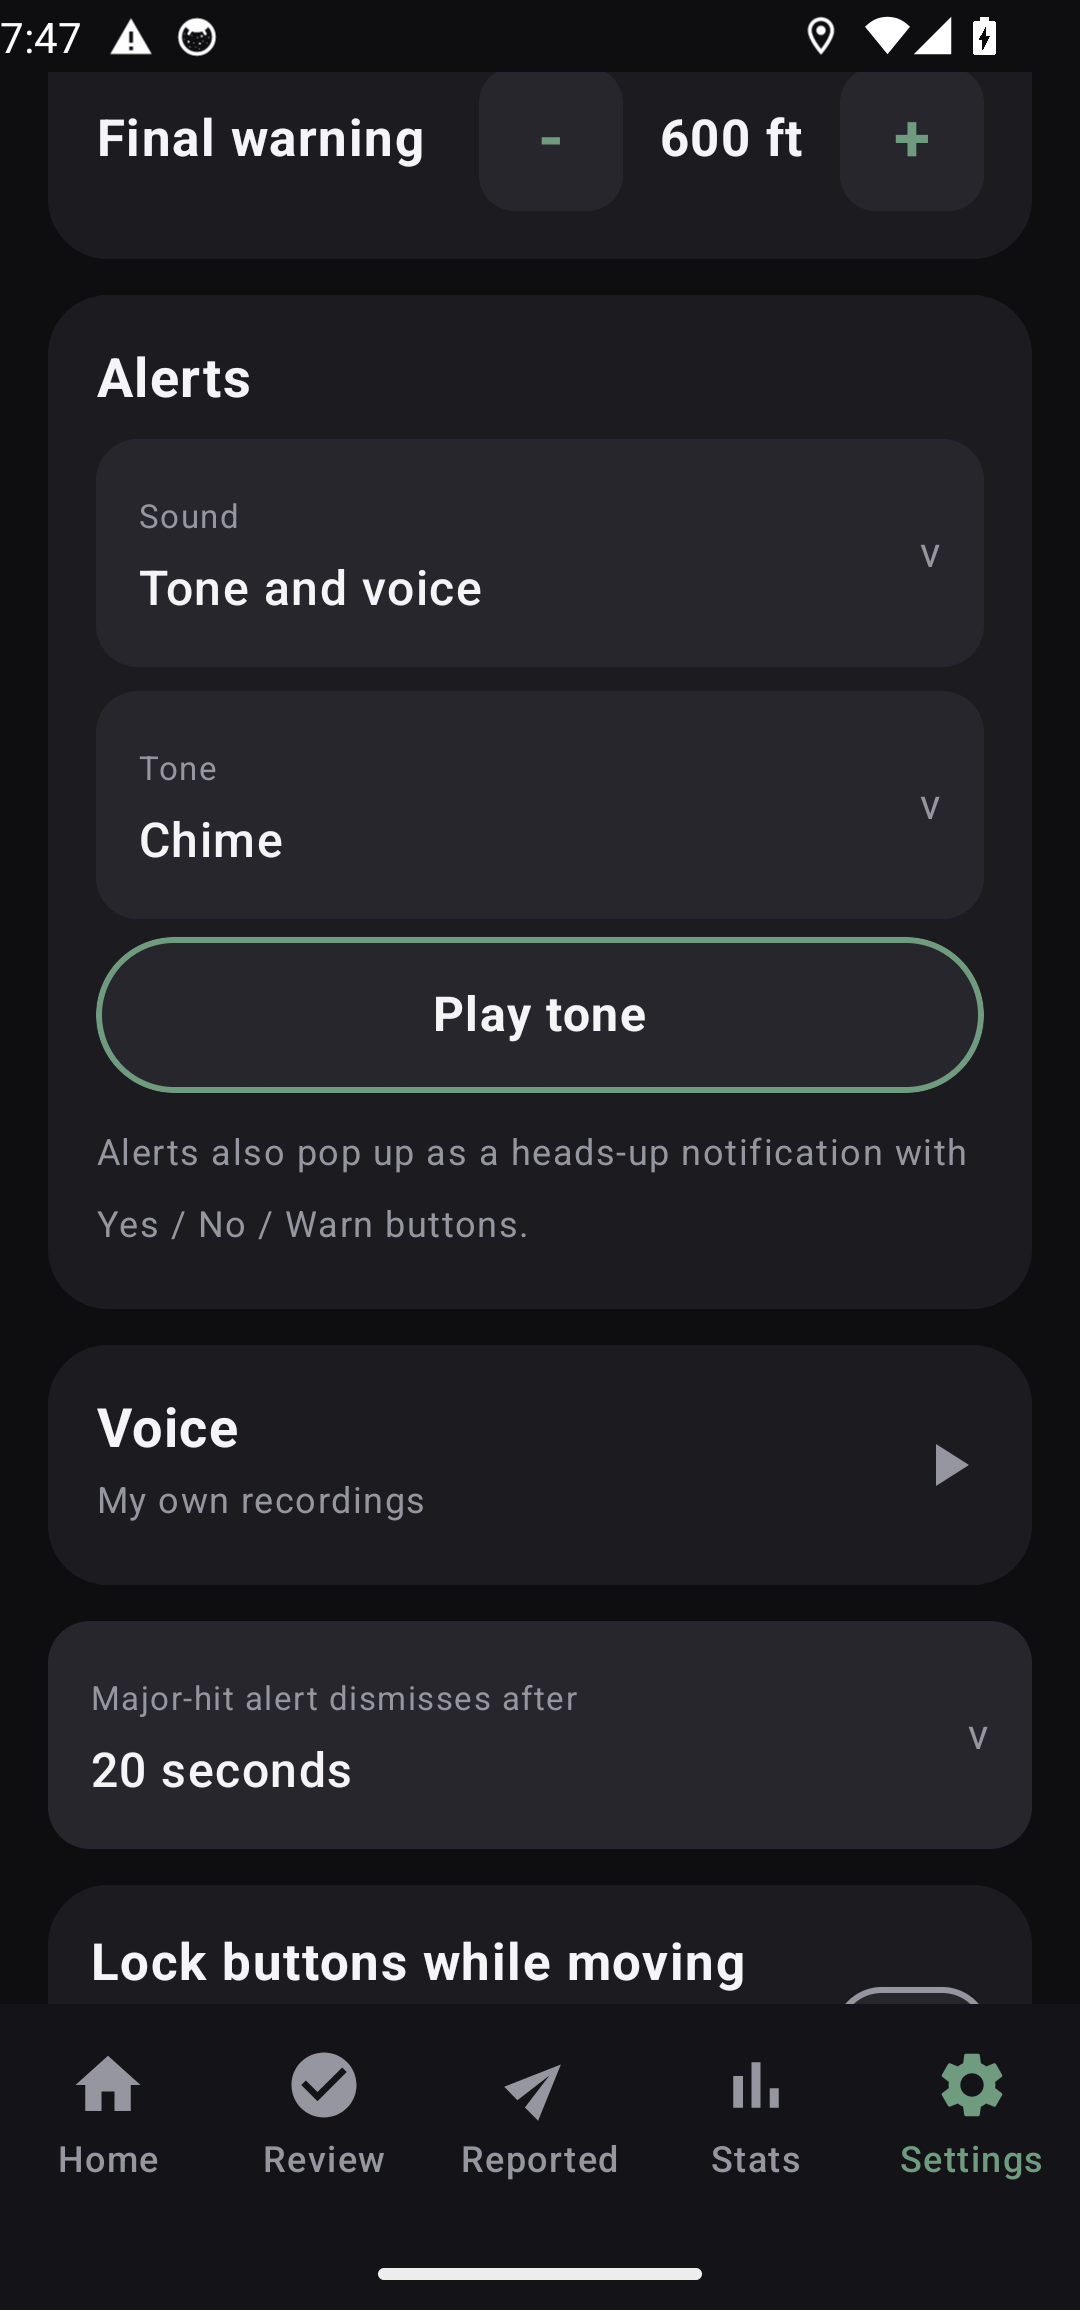 7:47
Final warning - 600 ft +
Alerts
Sound
Tone and voice
v
Tone
Chime
v
Play tone
Alerts also pop up as a heads-up notification with
Yes / No / Warn buttons.
Voice
My own recordings
Major-hit alert dismisses after
20 seconds
v
Lock buttons while moving
Home Review Reported Stats Settings